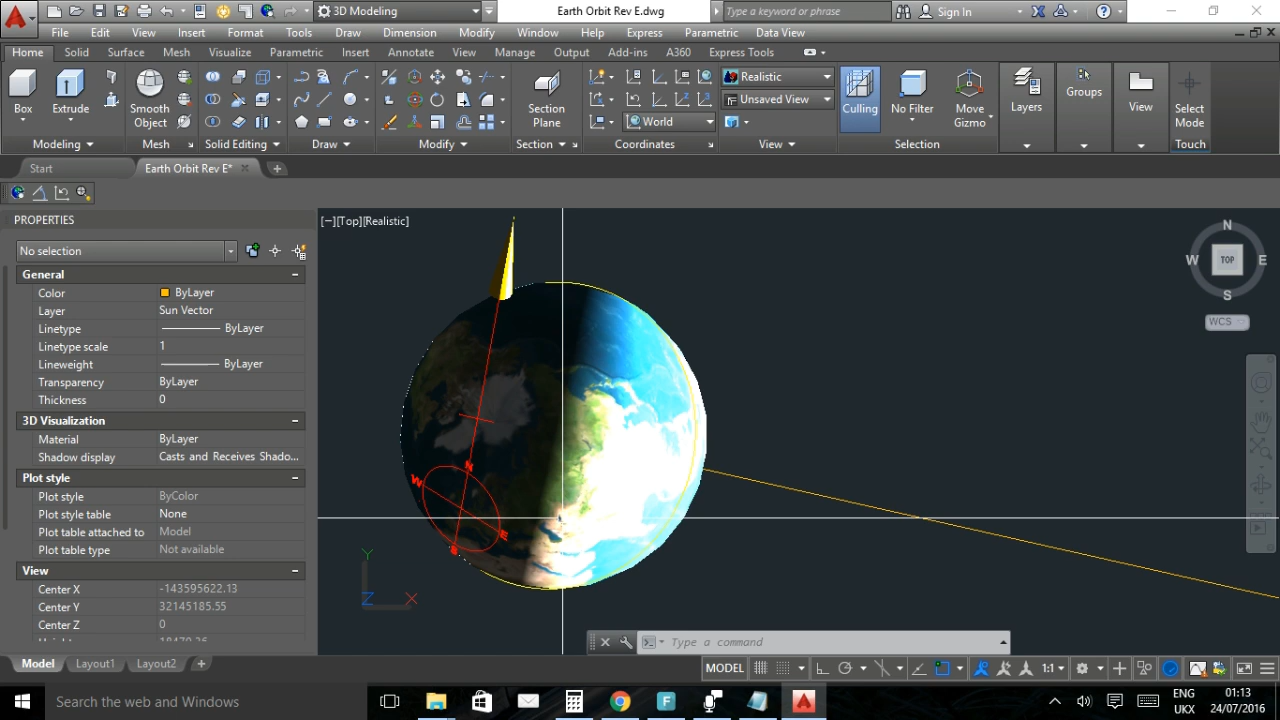 3D Modeling
Earth Orbit Rev E.dwg
Type a keyword or phrase
Sign In
File Edit View Insert Format Tools Draw Dimension Modify Window Help Express Parametric Data View
Home Solid Surface Mesh Visualize Parametric Insert Annotate View Manage Output Add-ins A360 Express Tools
Box
Extrude
Smooth Object
Section Plane
World
Realistic
Unsaved View
Culling
No Filter
Move Gizmo
Layers
Groups
View
Select Mode
Modeling
Mesh
Solid Editing
Draw
Modify
Section
Coordinates
View
Selection
Touch
Start
Earth Orbit Rev E*
PROPERTIES
No selection
General
Color ByLayer
Layer Sun Vector
Linetype ByLayer
Linetype scale 1
Lineweight ByLayer
Transparency ByLayer
Thickness 0
3D Visualization
Material ByLayer
Shadow display Casts and Receives Shado...
Plot style
Plot style ByColor
Plot style table None
Plot table attached to Model
Plot table type Not available
View
Center X -143595622.13
Center Y 32145185.55
Center Z 0
[−][Top][Realistic]
N
W TOP E
S
WCS
N
W
E
S
Y
Z X
Type a command
Model Layout1 Layout2
MODEL
1:1
Search the web and Windows
ENG
UKX
01:13
24/07/2016